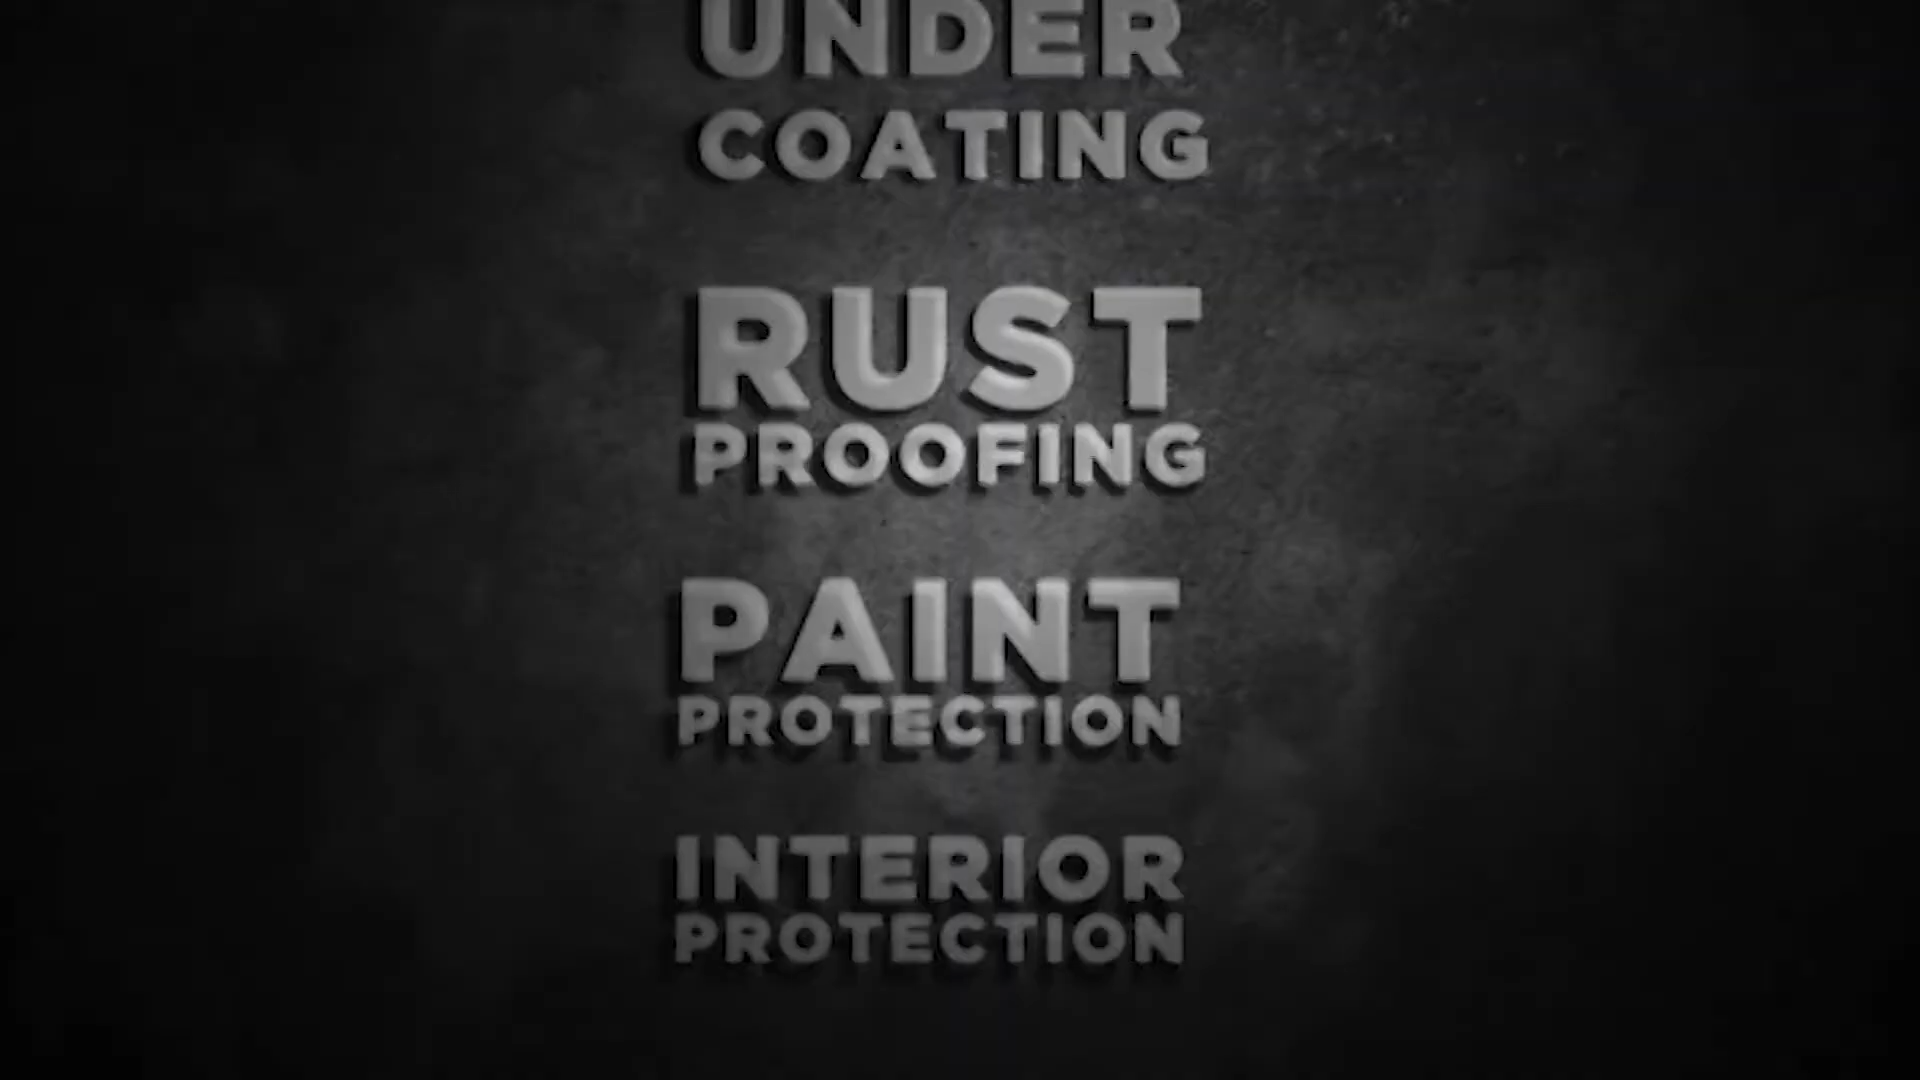 UNDER
COATING
RUST
PROOFING
PAINT
PROTECTION
INTERIOR
PROTECTION